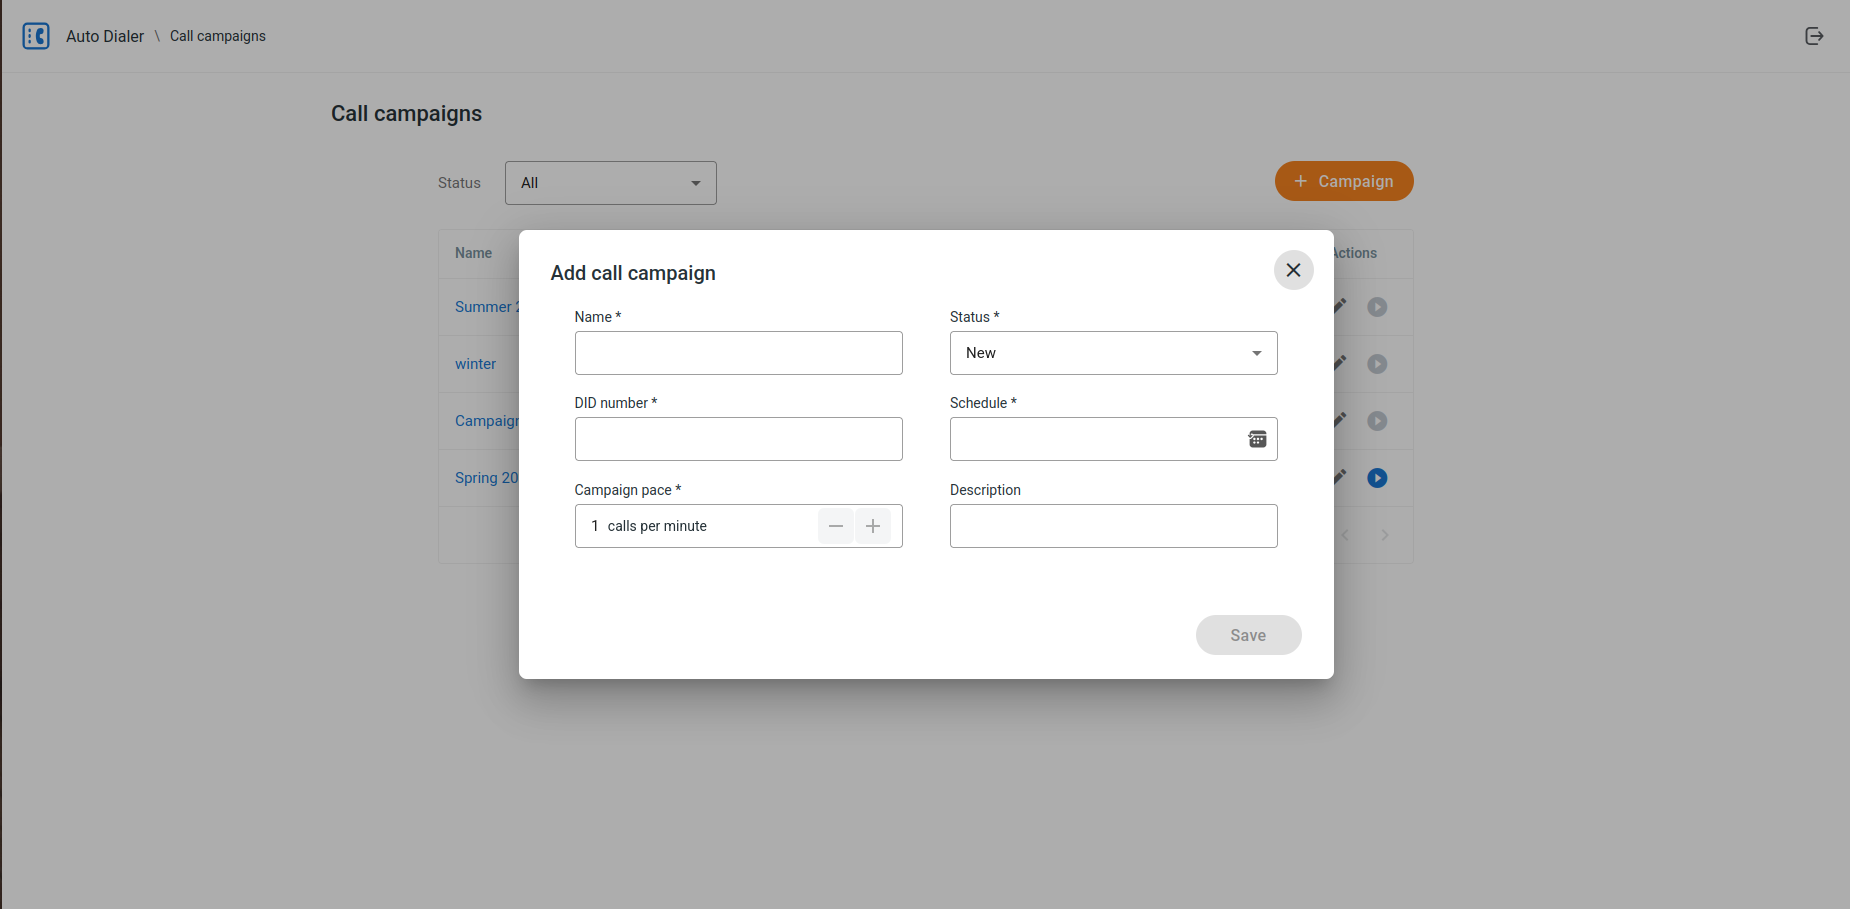 Auto Dialer \ Call campaigns
Call campaigns
Status All
+ Campaign
Name
Actions
Summer
winter
Campaign
Spring 20
Add call campaign
Name * Status *
New
DID number * Schedule *
Campaign pace * Description
1 calls per minute
Save